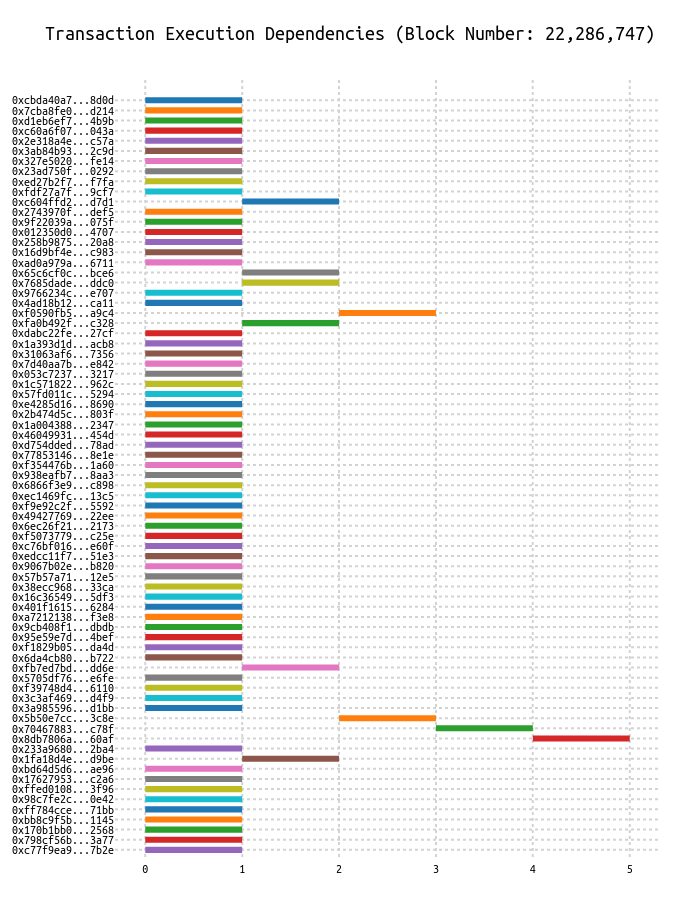 Transaction Execution Dependencies (Block Number: 22,286,747)
0xcbda40a7...8d0d
0x7cba8fe0...d214
0xd1eb6ef7...4b9b
0xc60a6f07...043a
0x2e318a4e...c57a
0x3ab84b93...2c9d
0x327e5020...fe14
0x23ad750f...0292
0xed27b2f7...f7fa
0xfdf27a7f...9cf7
0xc604ffd2...d7d1
0x2743970f...def5
0x9f22039a...075f
0x012350d0...4707
0x258b9875...20a8
0x16d9bf4e...c983
0xad0a979a...6711
0x65c6cf0c...bce6
0x7685dade...ddc0
0x9766234c...e707
0x4ad18b12...ca11
0xf0590fb5...a9c4
0xfa0b492f...c328
0xdabc22fe...27cf
0x1a393d1d...acb8
0x31063af6...7356
0x7d40aa7b...e842
0x053c7237...3217
0x1c571822...962c
0x57fd011c...5294
0xe4285d16...8690
0x2b474d5c...803f
0x1a004388...2347
0x46049931...454d
0xd754dded...78ad
0x77853146...8e1e
0xf354476b...1a60
0x938eafb7...8aa3
0x6866f3e9...c898
0xec1469fc...13c5
0xf9e92c2f...5592
0x49427769...22ee
0x6ec26f21...2173
0xf5073779...c25e
0xc76bf016...e60f
0xedcc11f7...51e3
0x9067b02e...b820
0x57b57a71...12e5
0x38ecc968...33ca
0x16c36549...5df3
0x401f1615...6284
0xa7212138...f3e8
0x9cb408f1...dbdb
0x95e59e7d...4bef
0xf1829b05...da4d
0x6da4cb80...b722
0xfb7ed7bd...dd6e
0x5705df76...e6fe
0xf39748d4...6110
0x3c3af469...d4f9
0x3a985596...d1bb
0x5b50e7cc...3c8e
0x70467883...c78f
0x8db7806a...60af
0x233a9680...2ba4
0x1fa18d4e...d9be
0xbd64d5d6...ae96
0x17627953...c2a6
0xffed0108...3f96
0x98c7fe2c...0e42
0xff784cce...71bb
0xbb8c9f5b...1145
0x170b1bb0...2568
0x798cf56b...3a77
0xc77f9ea9...7b2e
0 1 2 3 4 5